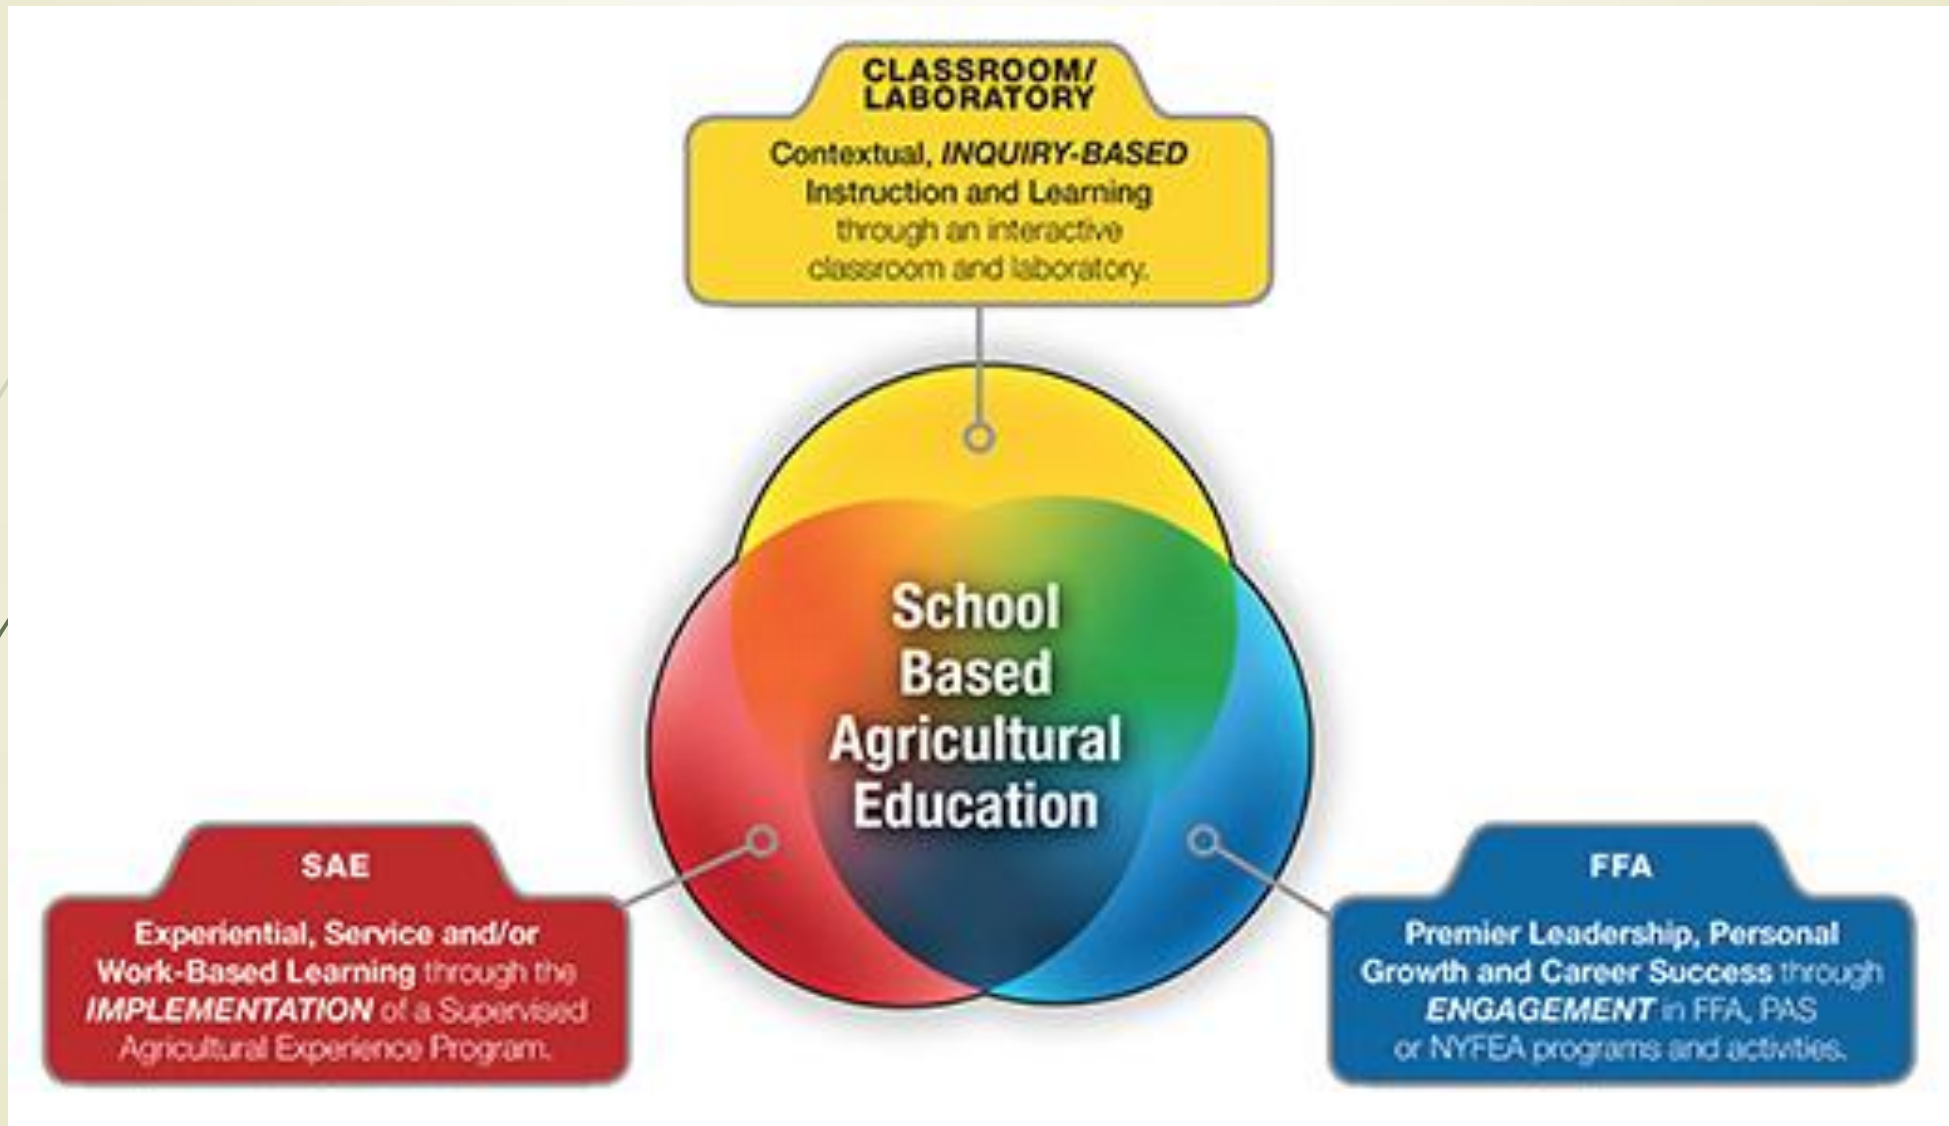 CLASSROOM/
LABORATORY
Contextual, INQUIRY-BASED
Instruction and Learning
through an interactive
classroom and laboratory.
School
Based
Agricultural
Education
SAE
Experiential, Service and/or
Work-Based Learning through the
IMPLEMENTATION of a Supervised
Agricultural Experience Program.
FFA
Premier Leadership, Personal
Growth and Career Success through
ENGAGEMENT in FFA, PAS
or NYFEA programs and activities.